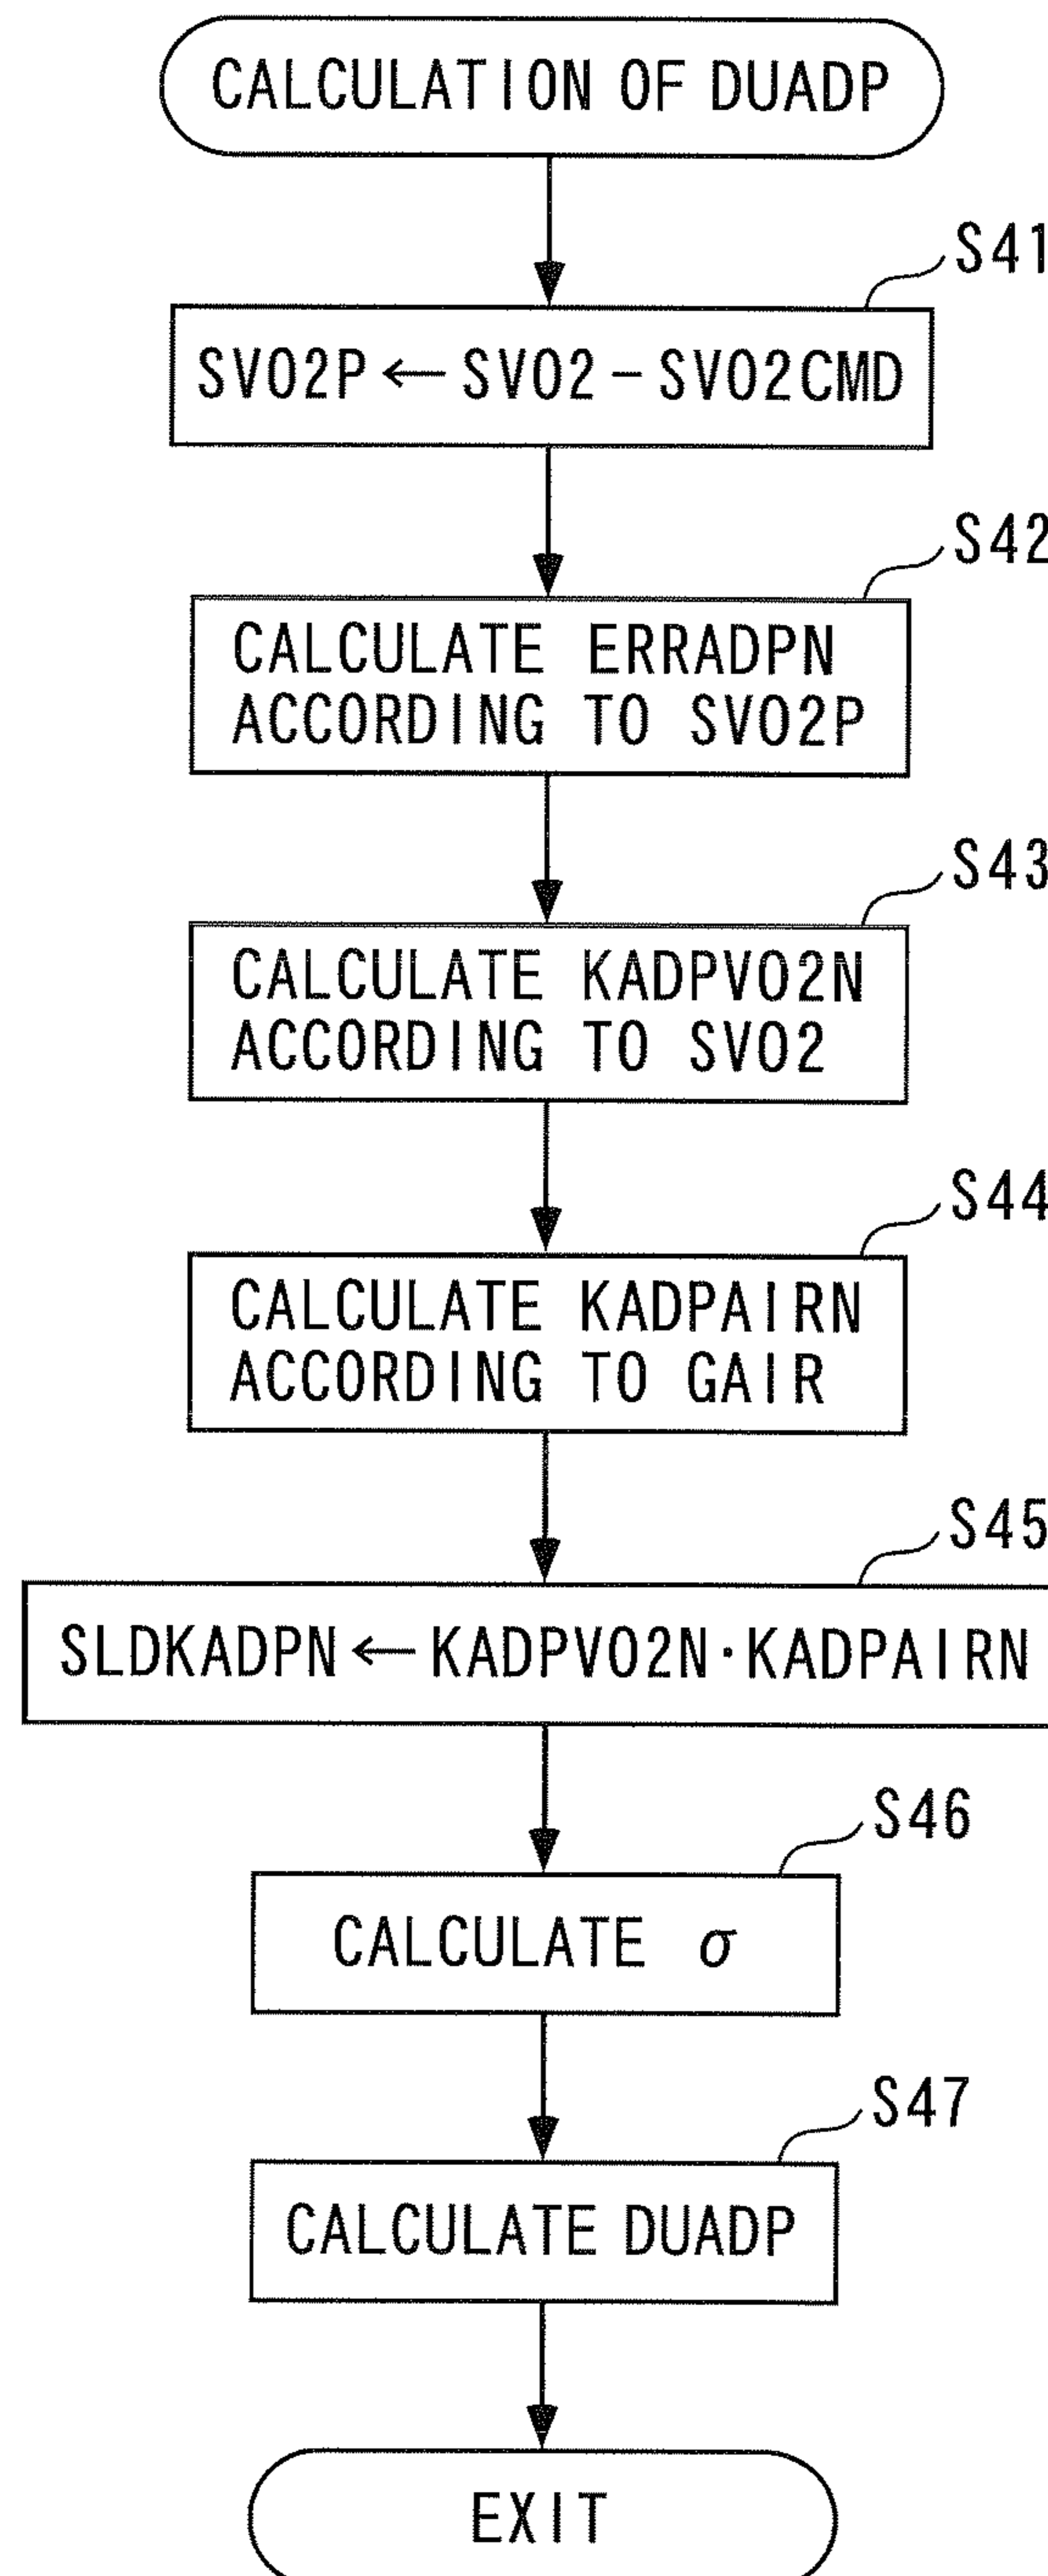 CALCULATION OF DUADP
S41
SVO2P ← SVO2 - SVO2CMD
S42
CALCULATE ERRADPN
ACCORDING TO SVO2P
S43
CALCULATE KADPVO2N
ACCORDING TO SVO2
S44
CALCULATE KADPAIRN
ACCORDING TO GAIR
S45
SLDKADPN ← KADPVO2N·KADPAIRN
S46
CALCULATE σ
S47
CALCULATE DUADP
EXIT